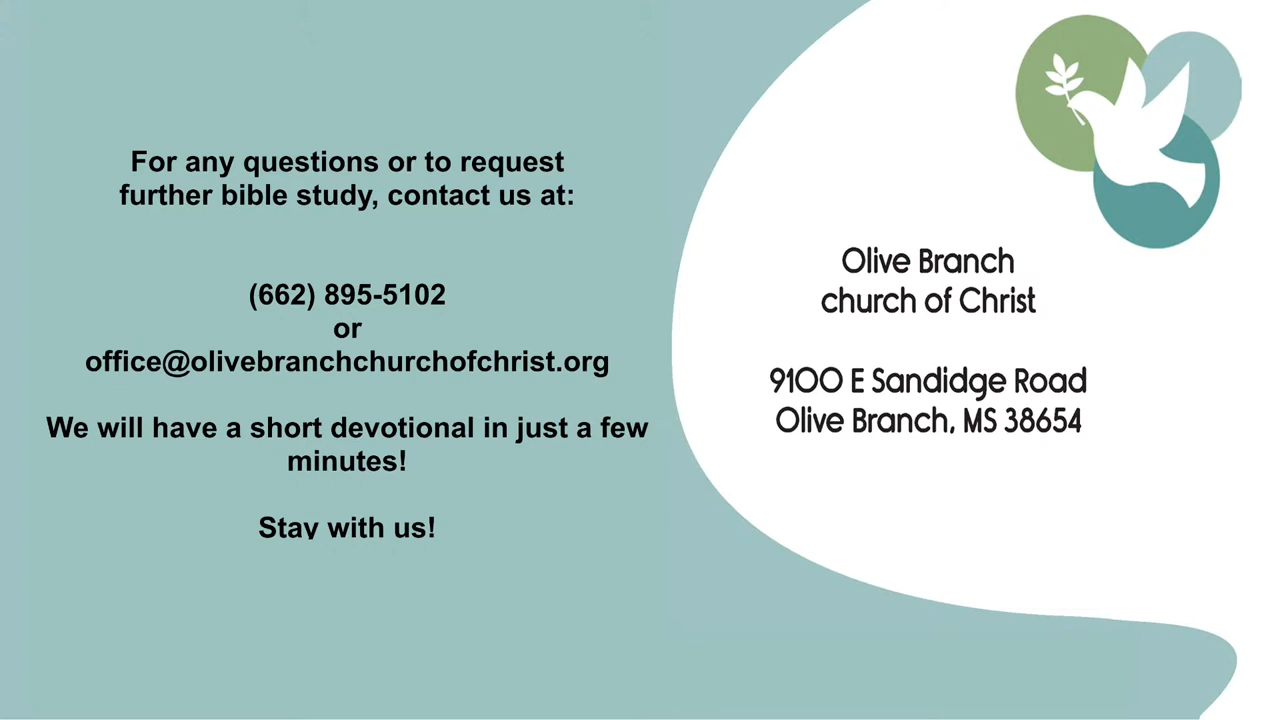 For any questions or to request
further bible study, contact us at:
(662) 895-5102
or
office@olivebranchchurchofchrist.org
We will have a short devotional in just a few
minutes!
Stay with us!
Olive Branch
church of Christ
9100 E Sandidge Road
Olive Branch, MS 38654